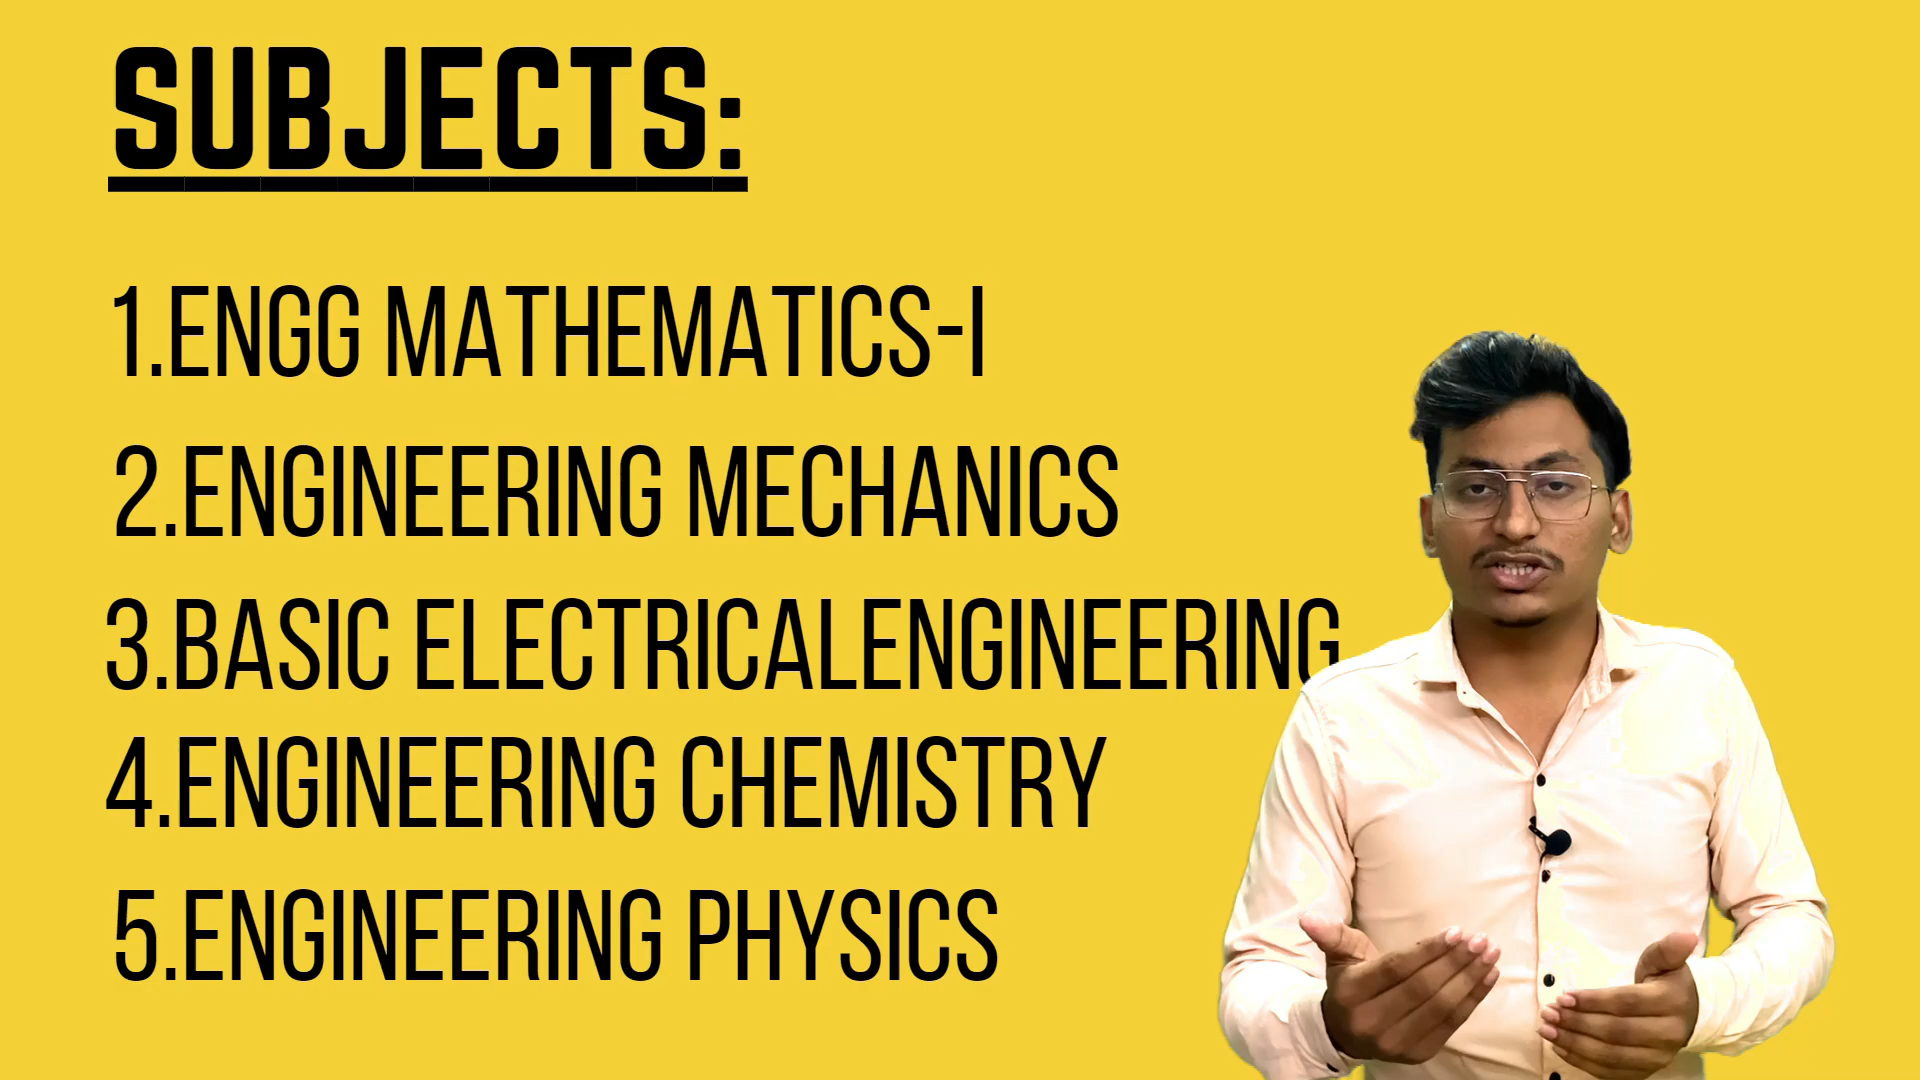 SUBJECTS:
1.ENGG MATHEMATICS-I
2.ENGINEERING MECHANICS
3.BASIC ELECTRICALENGINEERING
4.ENGINEERING CHEMISTRY
5.ENGINEERING PHYSICS